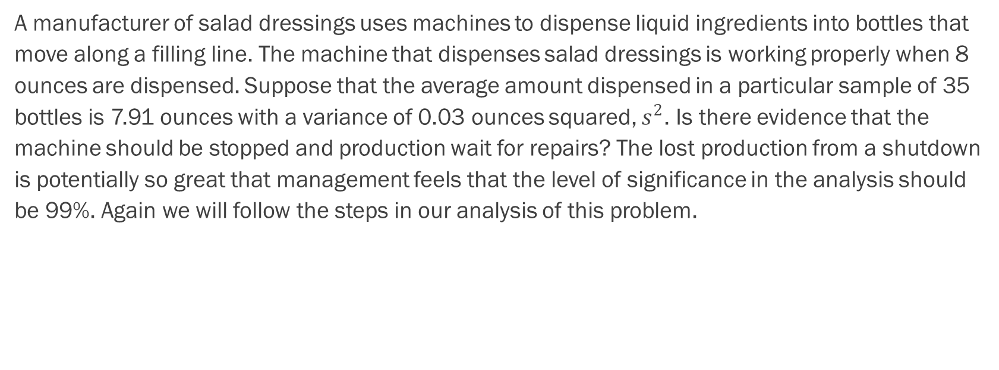 A manufacturer of salad dressings uses machines to dispense liquid ingredients into bottles that
move along a filling line. The machine that dispenses salad dressings is working properly when 8
ounces are dispensed. Suppose that the average amount dispensed in a particular sample of 35
bottles is 7.91 ounces with a variance of 0.03 ounces squared, s². Is there evidence that the
machine should be stopped and production wait for repairs? The lost production from a shutdown
is potentially so great that management feels that the level of significance in the analysis should
be 99%. Again we will follow the steps in our analysis of this problem.